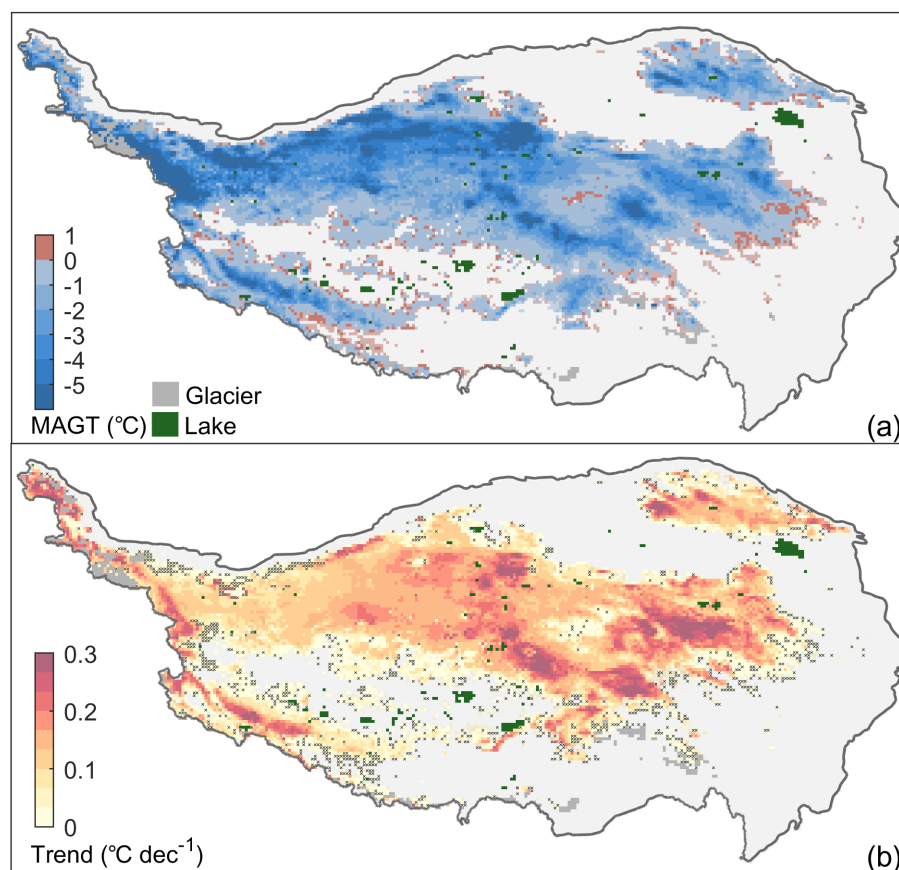 1
0
-1
-2
-3
-4
-5
MAGT (℃)
Glacier
Lake
(a)
0.3
0.2
0.1
0
Trend (℃ dec⁻¹)
(b)